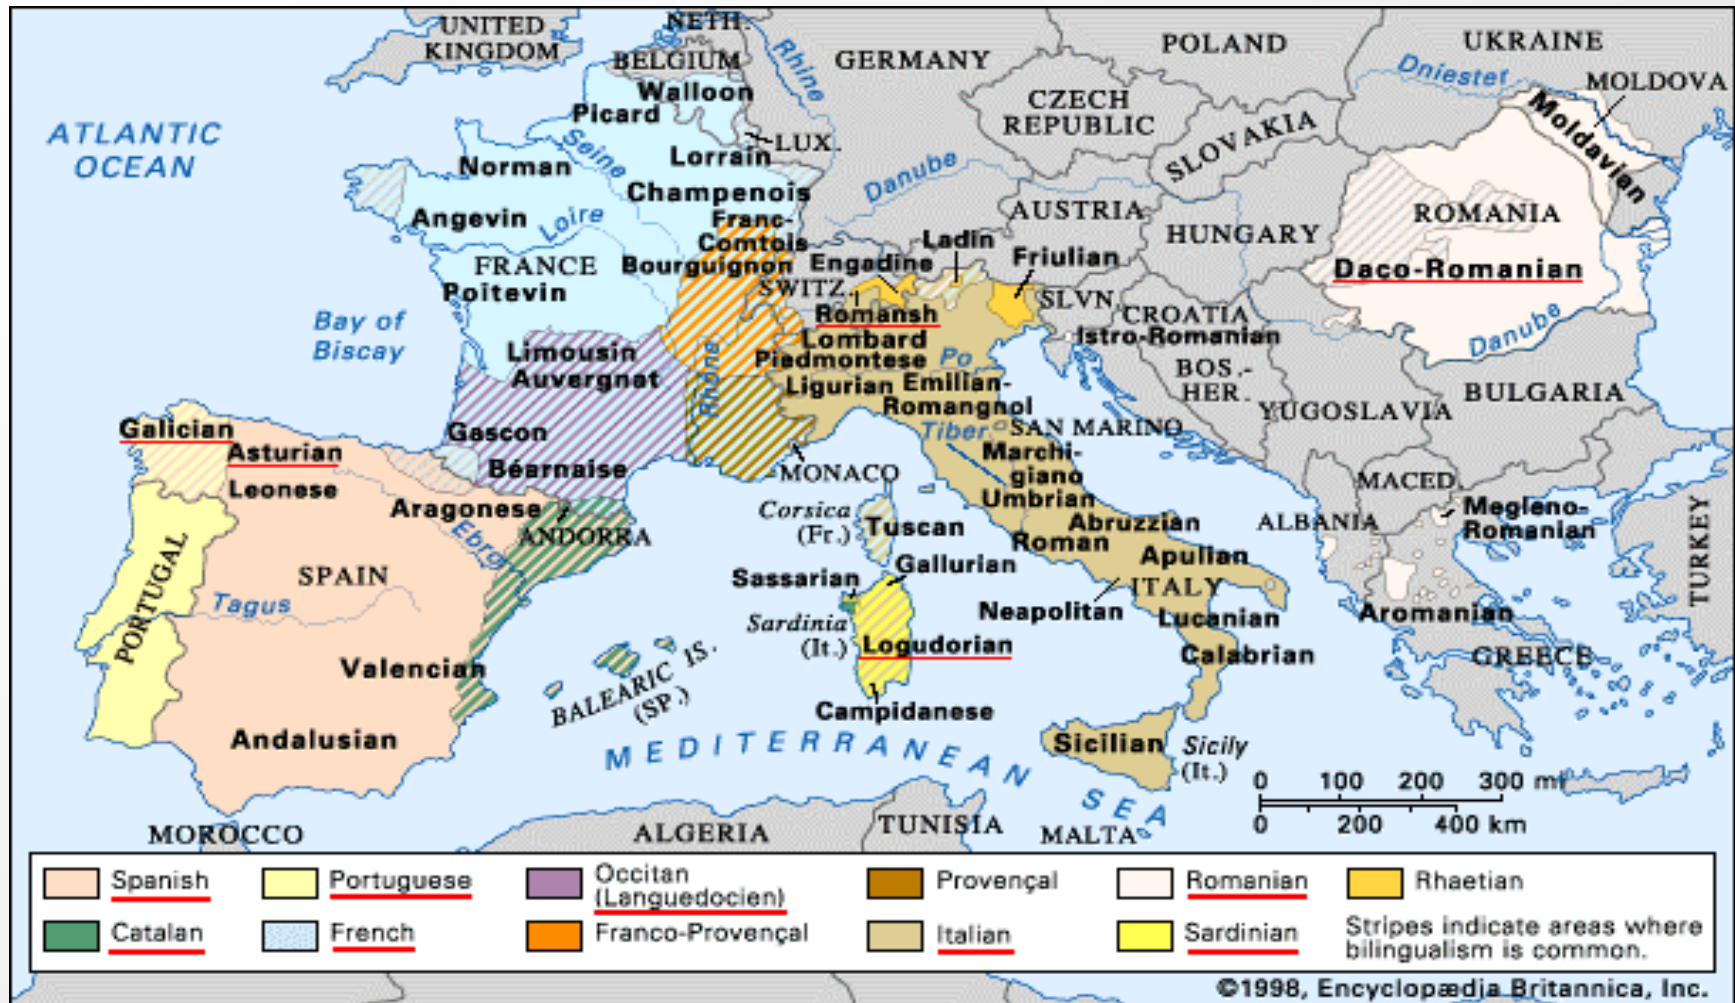 UNITED
KINGDOM
NETH.
BELGIUM
Rhine
GERMANY
POLAND
UKRAINE
Dniester
MOLDOVA
ATLANTIC
OCEAN
Walloon
Picard
LUX.
CZECH
REPUBLIC
SLOVAKIA
Moldavian
Seine
Norman
Lorrain
Champenois
Danube
Angevin
Loire
Franc-
Comtois
AUSTRIA
HUNGARY
ROMANIA
FRANCE
Bourguignon
Engadine
Ladin
Friulian
Daco-Romanian
Poitevin
SWITZ.
SLVN.
CROATIA
Bay of
Biscay
Romansh
Istro-Romanian
Danube
Limousin
Auvergnat
Rhône
Lombard
Piedmontese
Po
BOS.-
HER.
BULGARIA
Ligurian
Emilian-
Romangnol
YUGOSLAVIA
Galician
Gascon
Tiber
SAN MARINO
Asturian
Béarnaise
MONACO
Marchi-
giano
MACED.
Leonese
Aragonese
Umbrian
Megleno-
Romanian
Ebro
ANDORRA
Corsica
(Fr.)
Tuscan
Abruzzian
Roman
Apulian
ALBANIA
TURKEY
PORTUGAL
SPAIN
Tagus
Sassarian
Gallurian
ITALY
Neapolitan
Lucanian
Aromanian
Sardinia
(It.)
Logudorian
Calabrian
GREECE
Valencian
BALEARIC IS.
(SP.)
Campidanese
Andalusian
MEDITERRANEAN
SEA
Sicilian
Sicily
(It.)
0 100 200 300 mi
0 200 400 km
MOROCCO
ALGERIA
TUNISIA
MALTA
Spanish
Portuguese
Occitan
(Languedocien)
Provençal
Romanian
Rhaetian
Catalan
French
Franco-Provençal
Italian
Sardinian
Stripes indicate areas where
bilingualism is common.
©1998, Encyclopædia Britannica, Inc.